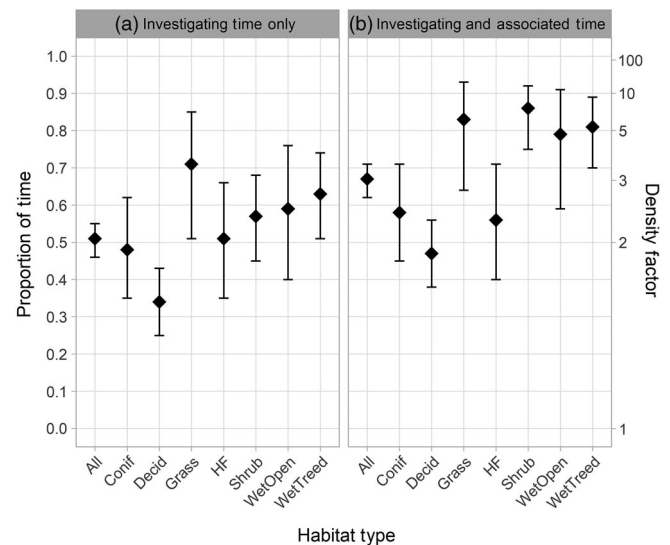 (a) Investigating time only
(b) Investigating and associated time
Proportion of time
1.0
0.9
0.8
0.7
0.6
0.5
0.4
0.3
0.2
0.1
0.0
100
10
5
3
2
1
Density factor
All Conif Decid Grass HF Shrub WetOpen WetTreed
All Conif Decid Grass HF Shrub WetOpen WetTreed
Habitat type